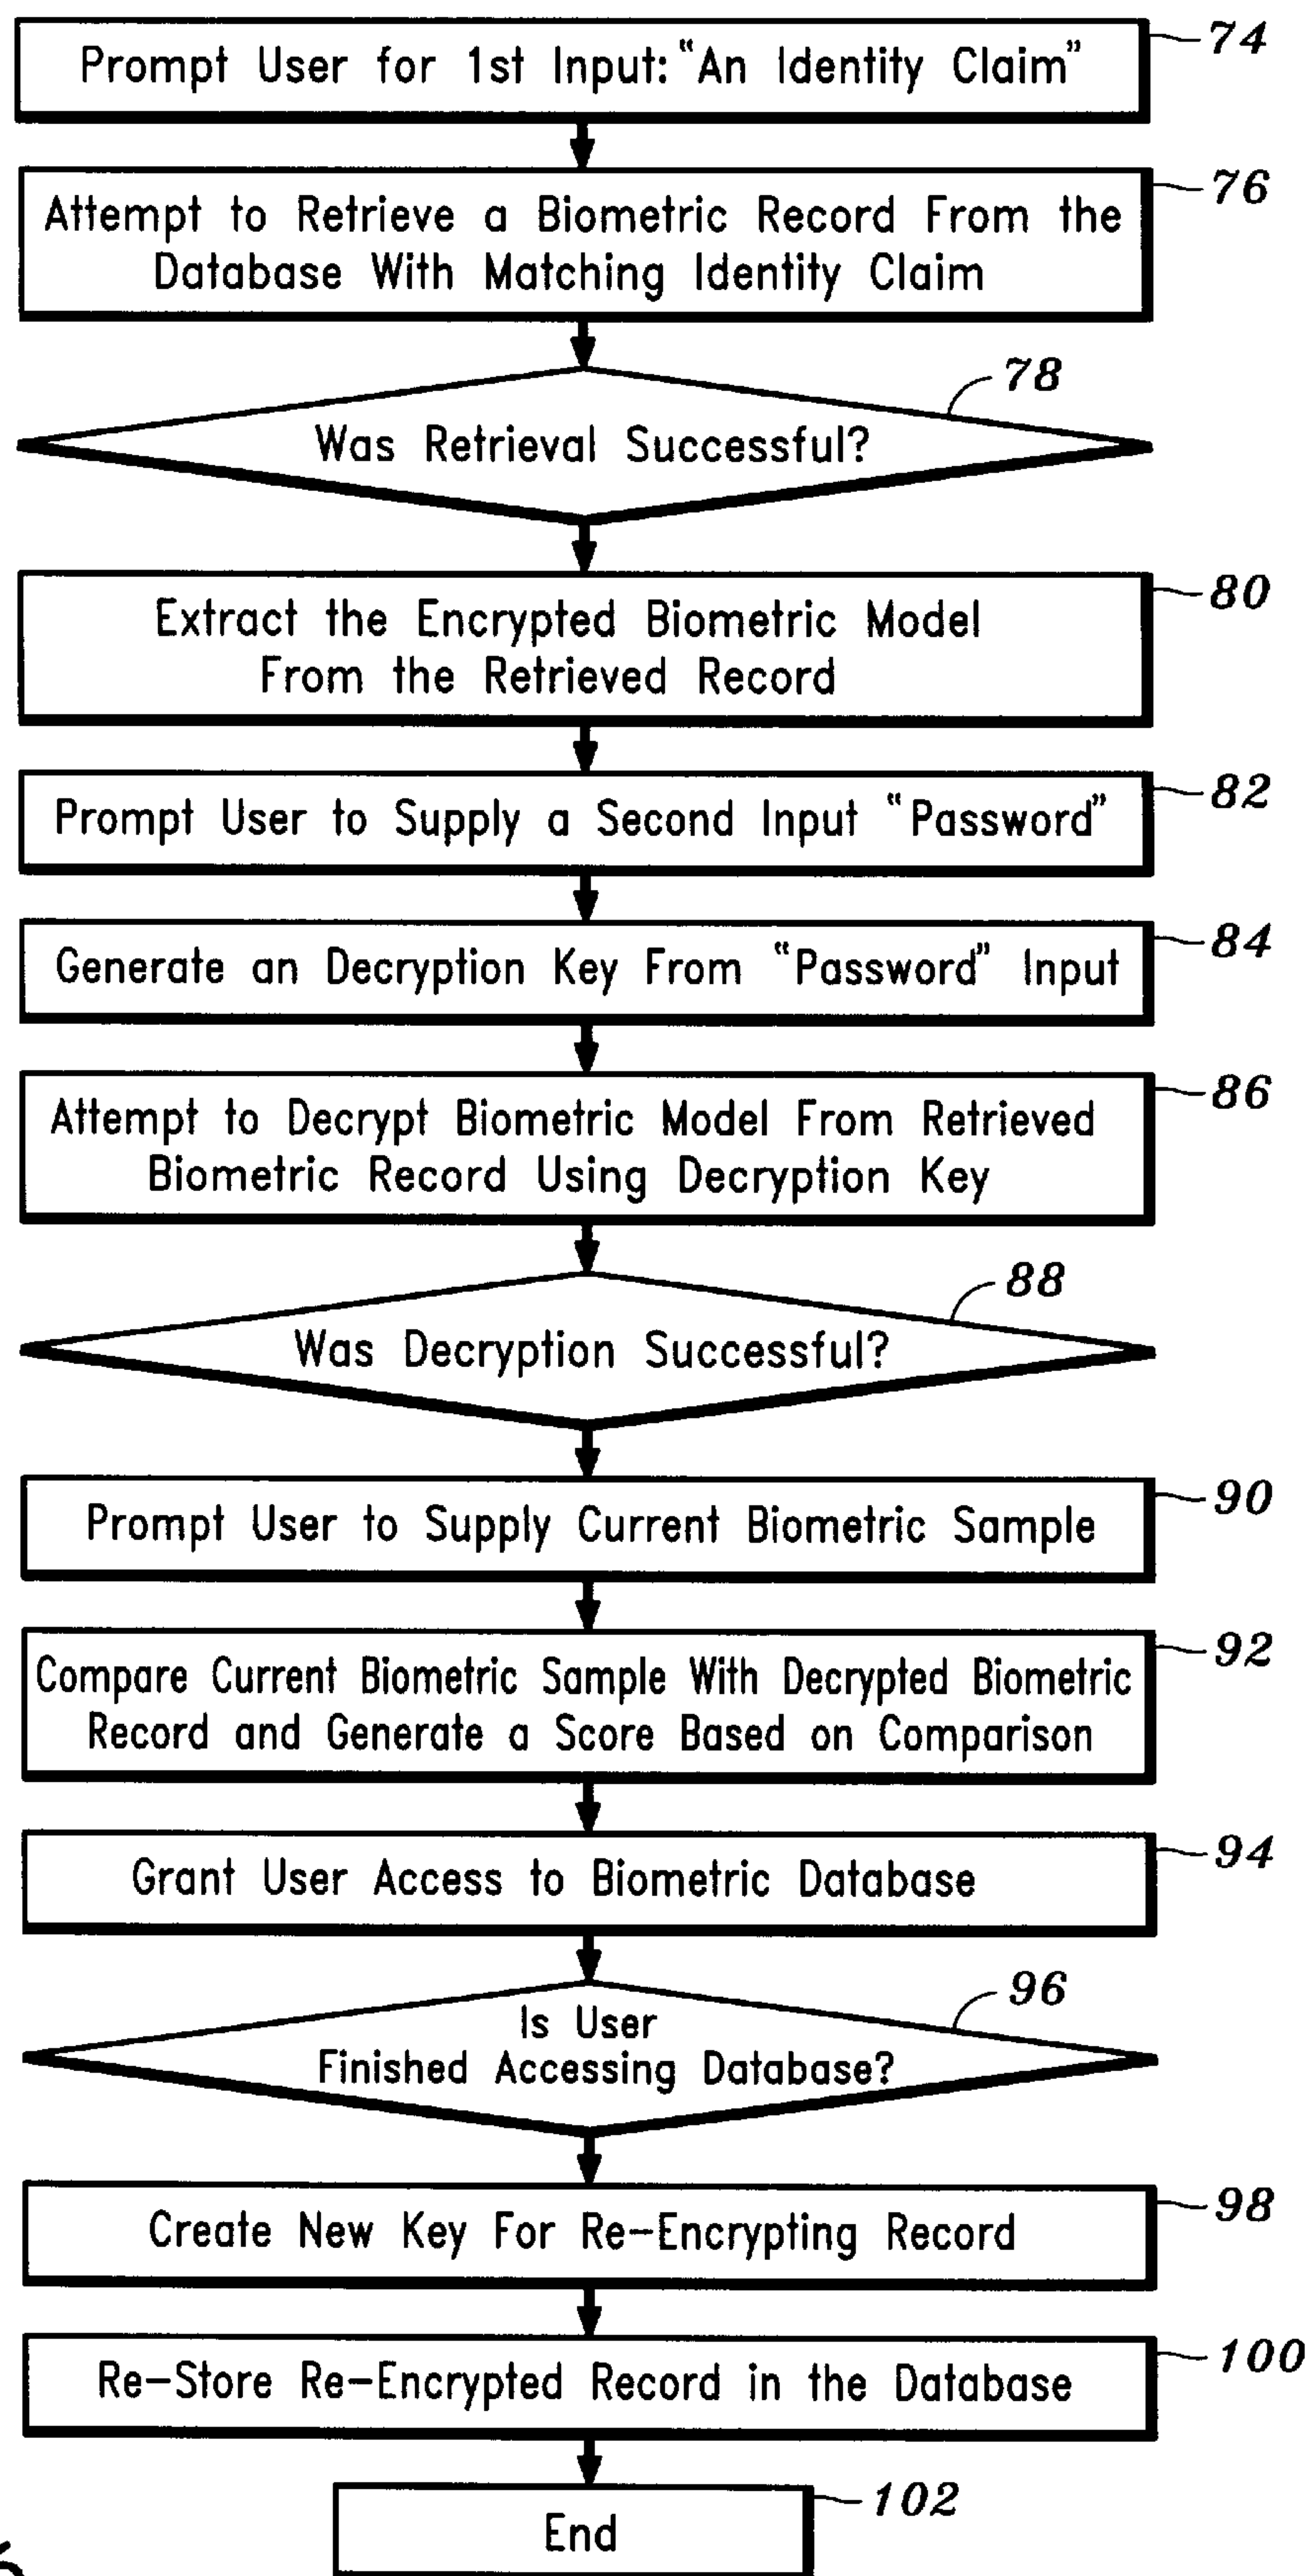 Prompt User for 1st Input: “An Identity Claim”
74
Attempt to Retrieve a Biometric Record From the
Database With Matching Identity Claim
76
Was Retrieval Successful?
78
Extract the Encrypted Biometric Model
From the Retrieved Record
80
Prompt User to Supply a Second Input “Password”
82
Generate an Decryption Key From “Password” Input
84
Attempt to Decrypt Biometric Model From Retrieved
Biometric Record Using Decryption Key
86
Was Decryption Successful?
88
Prompt User to Supply Current Biometric Sample
90
Compare Current Biometric Sample With Decrypted Biometric
Record and Generate a Score Based on Comparison
92
Grant User Access to Biometric Database
94
Is User
Finished Accessing Database?
96
Create New Key For Re-Encrypting Record
98
Re-Store Re-Encrypted Record in the Database
100
End
102